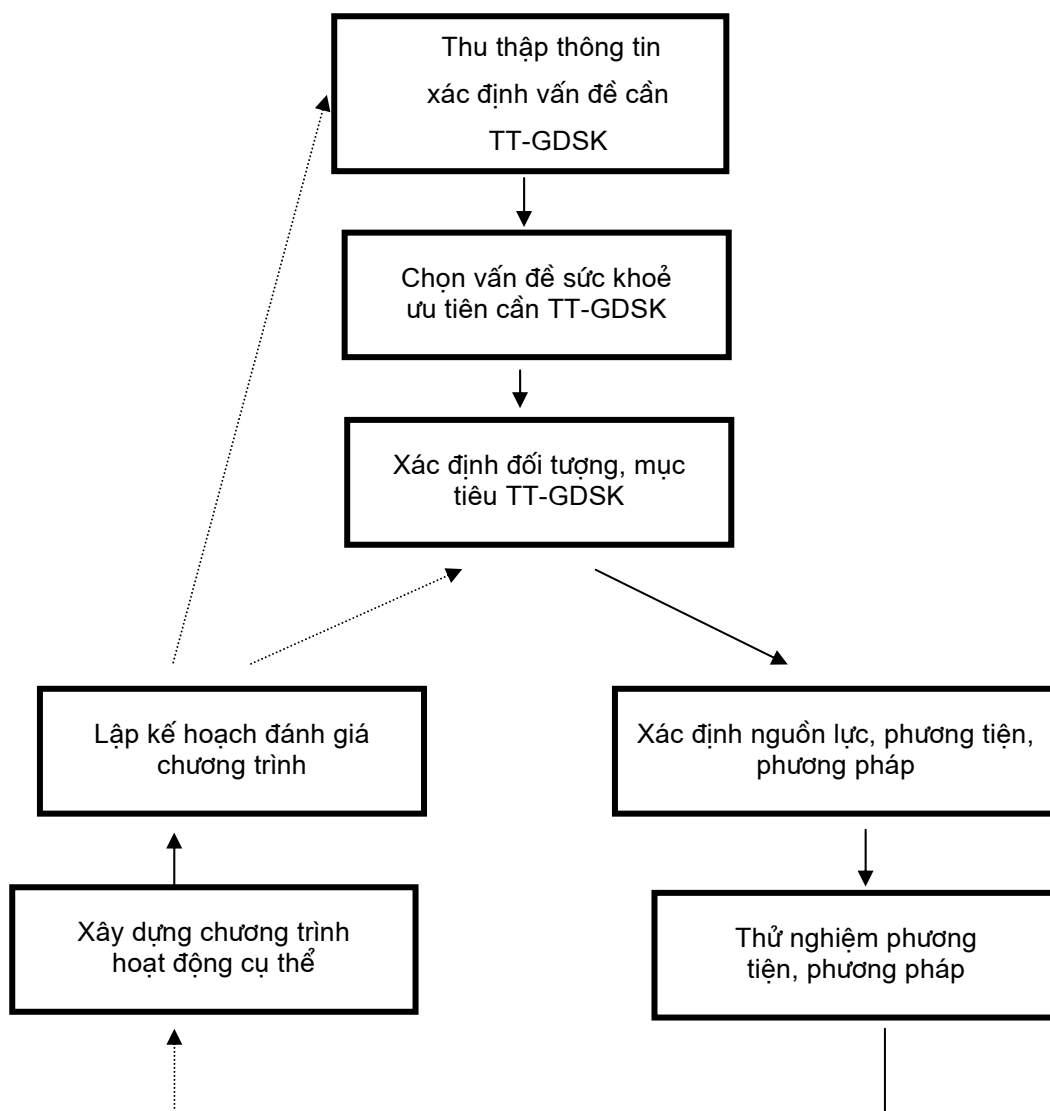 Thu thập thông tin
xác định vấn đề cần
TT-GDSK
Chọn vấn đề sức khoẻ
ưu tiên cần TT-GDSK
Xác định đối tượng, mục
tiêu TT-GDSK
Lập kế hoạch đánh giá
chương trình
Xác định nguồn lực, phương tiện,
phương pháp
Xây dựng chương trình
hoạt động cụ thể
Thử nghiệm phương
tiện, phương pháp